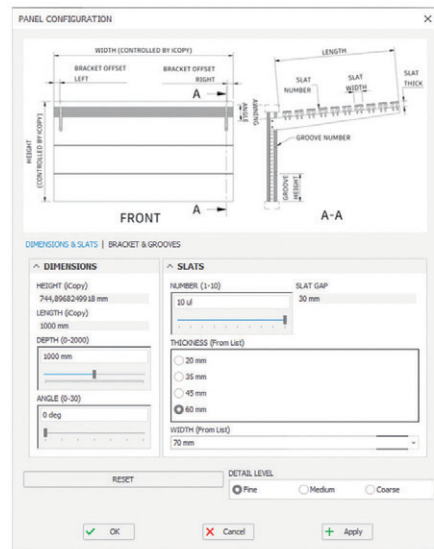 PANEL CONFIGURATION
WIDTH (CONTROLLED BY iCOPY)
BRACKET OFFSET LEFT
BRACKET OFFSET RIGHT
A
ANGLE
HEIGHT (CONTROLLED BY iCOPY)
A
FRONT
LENGTH
SLAT NUMBER
SLAT WIDTH
SLAT THICK
AWNING
GROOVE NUMBER
GROOVE HEIGHT
A-A
DIMENSIONS & SLATS | BRACKET & GROOVES
DIMENSIONS
HEIGHT (iCopy)
744,8968249918 mm
LENGTH (iCopy)
1000 mm
DEPTH (0-2000)
1000 mm
ANGLE (0-30)
0 deg
SLATS
NUMBER (1-10)
10 ul
SLAT GAP
30 mm
THICKNESS (From List)
20 mm
35 mm
45 mm
60 mm
WIDTH (From List)
70 mm
RESET
DETAIL LEVEL
Fine Medium Coarse
OK Cancel Apply